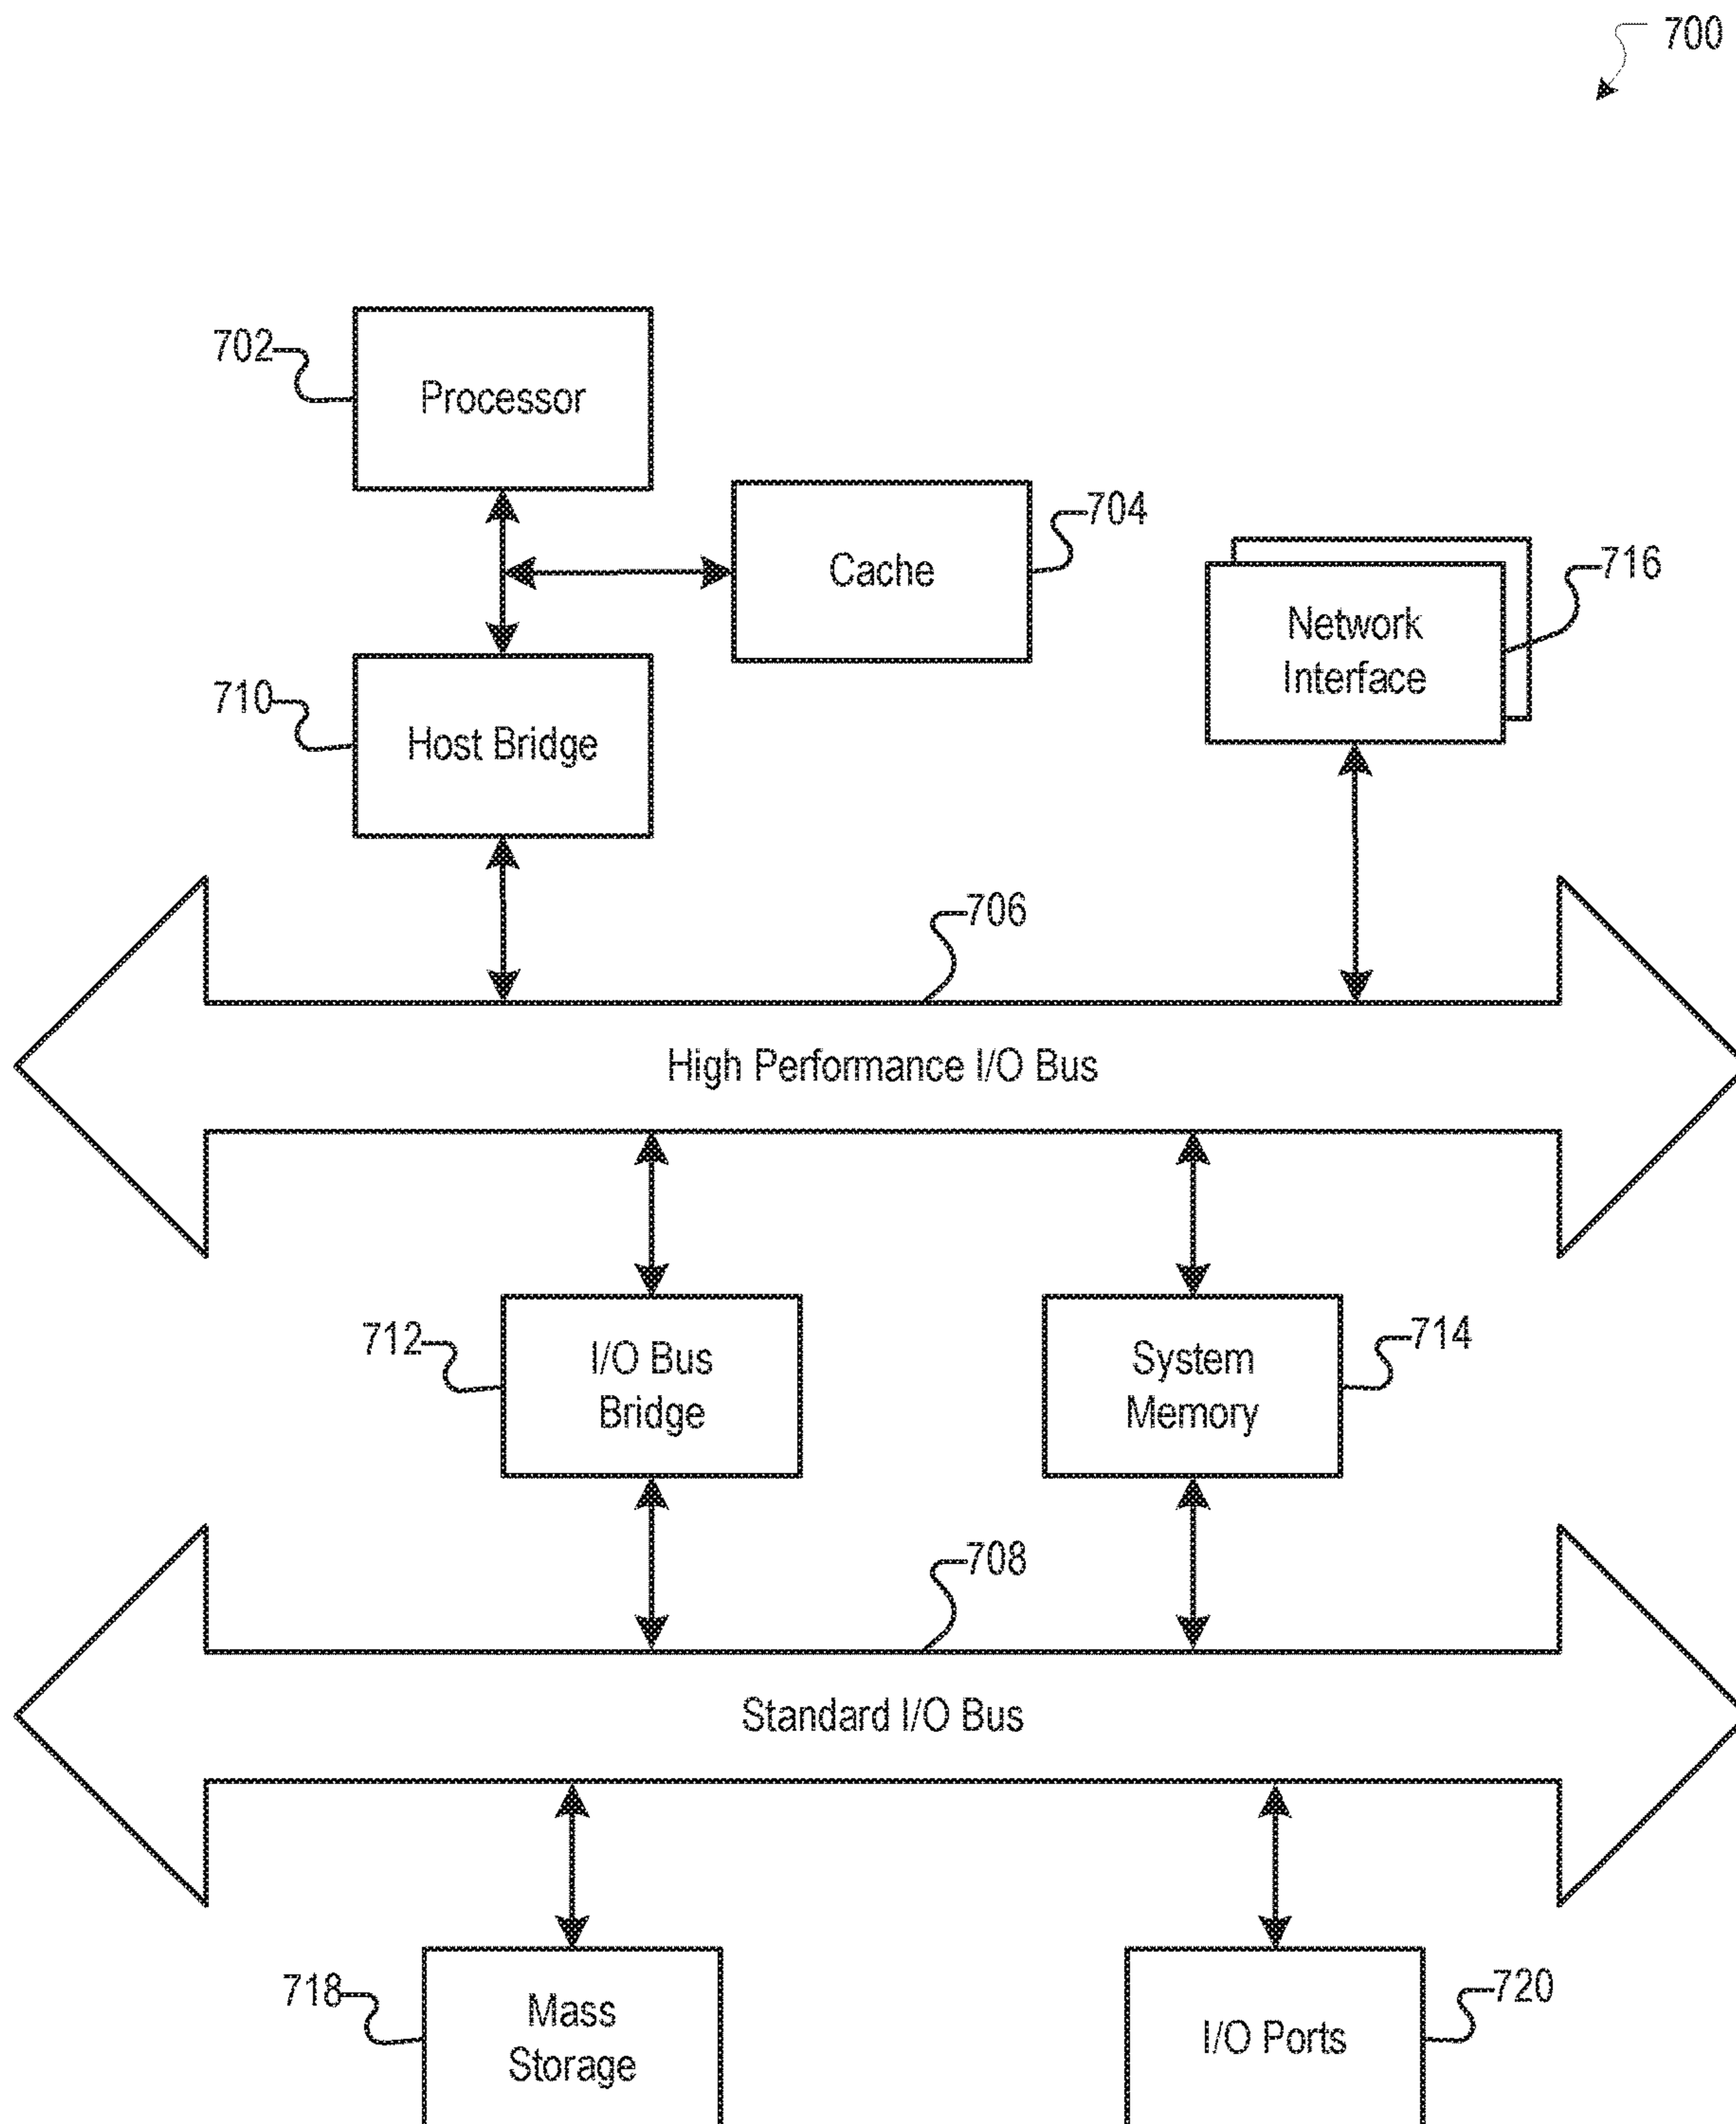 700
702
Processor
Cache
704
716
Network
Interface
710
Host Bridge
706
High Performance I/O Bus
712
I/O Bus
Bridge
System
Memory
714
708
Standard I/O Bus
718
Mass
Storage
I/O Ports
720